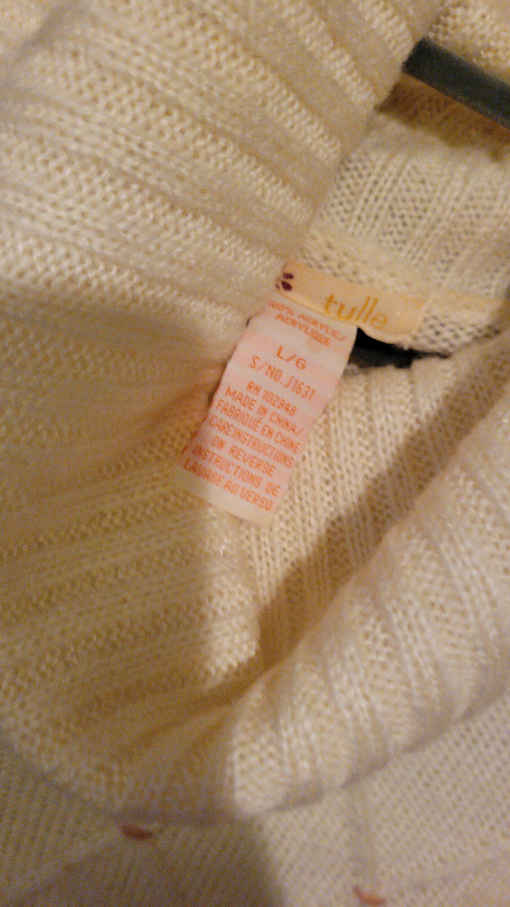 tulle
100% ACRYLIC/
ACRYLIQUE
L/G
S/NO.J1631
RN 102848
MADE IN CHINA/
FABRIQUÉ EN CHINE
CARE INSTRUCTIONS
ON REVERSE
INSTRUCTIONS DE
LAVAGE AU VERSO